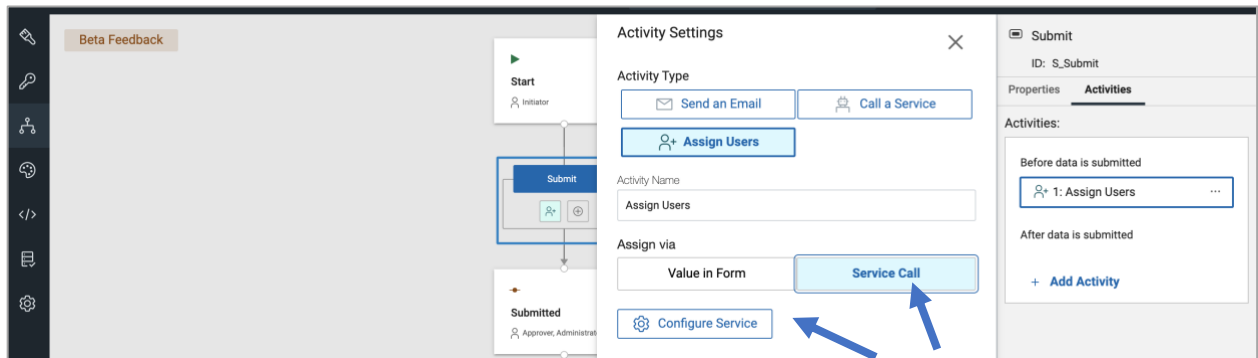 Beta Feedback
Start
Initiator
Submit
Submitted
Approver, Administrat
Activity Settings
Activity Type
Send an Email
Call a Service
Assign Users
Activity Name
Assign Users
Assign via
Value in Form
Service Call
Configure Service
Submit
ID: S_Submit
Properties Activities
Activities:
Before data is submitted
1: Assign Users ...
After data is submitted
+ Add Activity